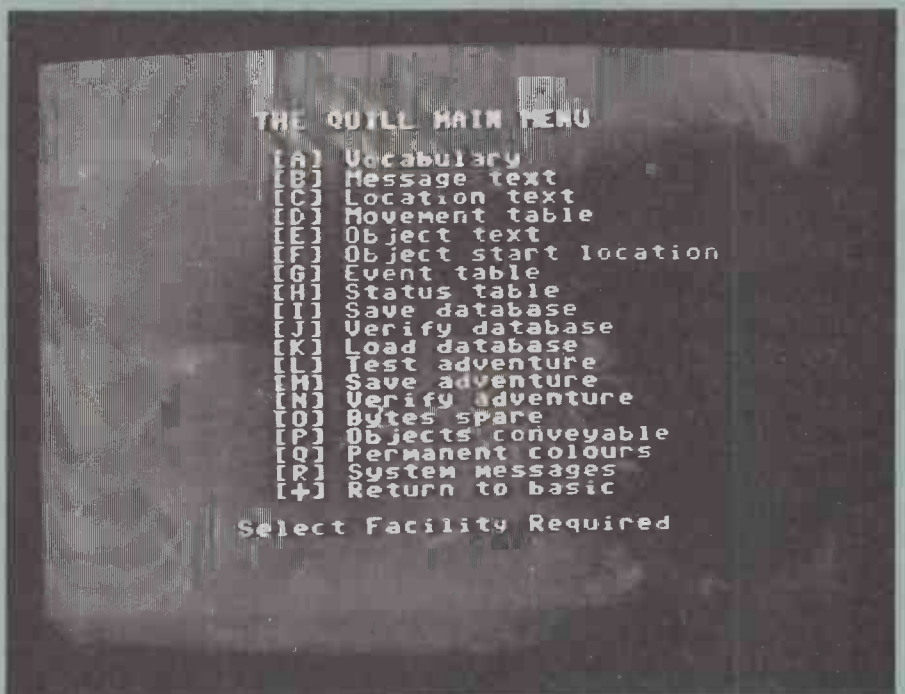 THE QUILL MAIN MENU
[A] Vocabulary
[B] Message text
[C] Location text
[D] Movement table
[E] Object text
[F] Object start location
[G] Event table
[H] Status table
[I] Save database
[J] Verify database
[K] Load database
[L] Test adventure
[M] Save adventure
[N] Verify adventure
[O] Bytes spare
[P] Objects conveyable
[Q] Permanent colours
[R] System messages
[+] Return to basic
Select Facility Required